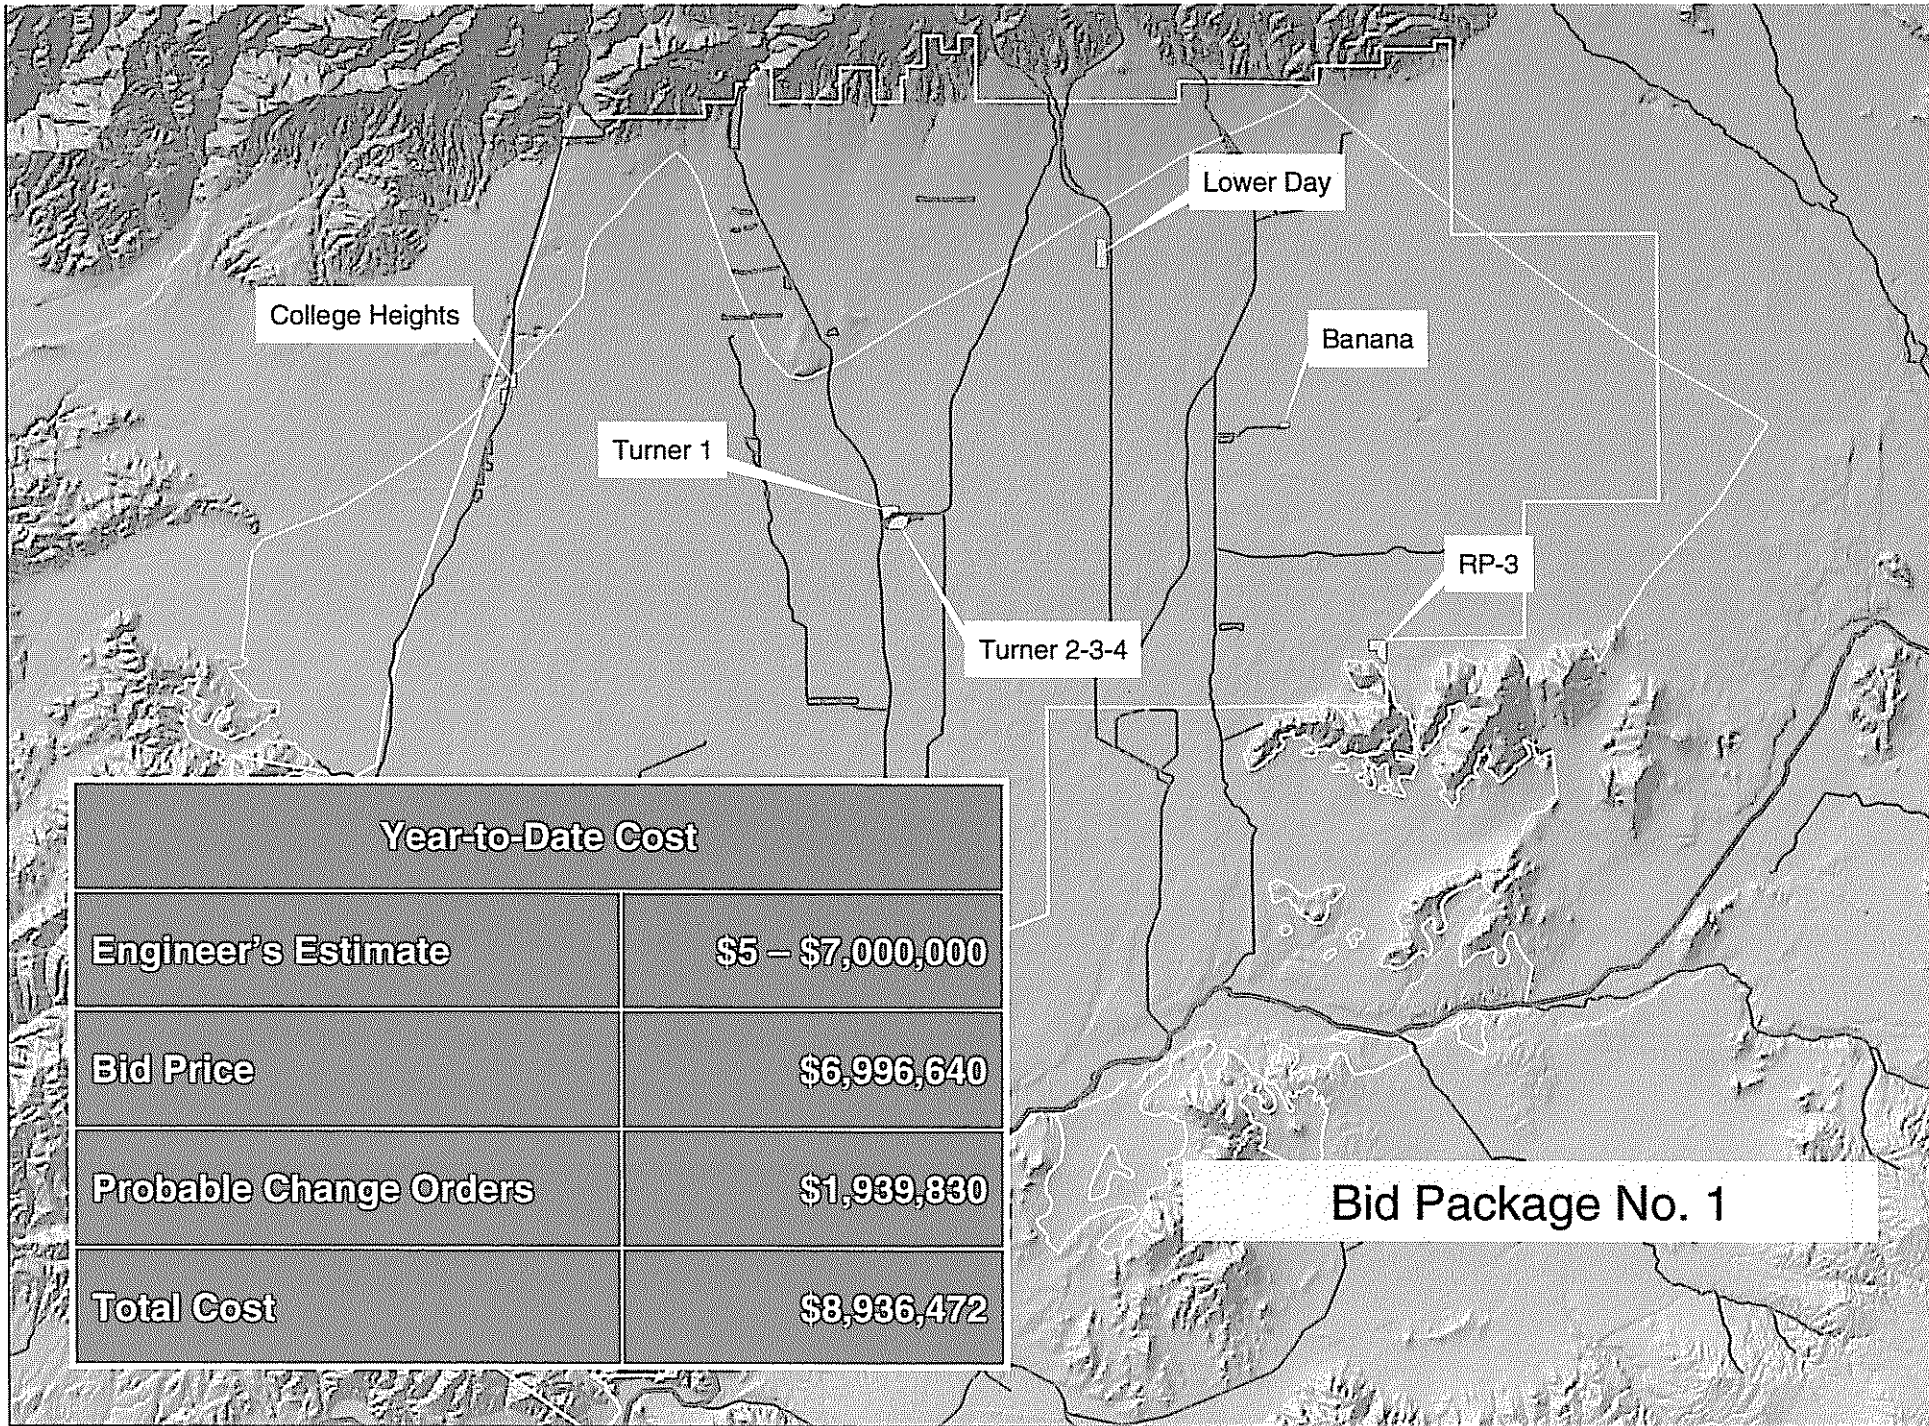 Lower Day
College Heights
Banana
Turner 1
RP-3
Turner 2-3-4
Year-to-Date Cost
Engineer's Estimate $5 – $7,000,000
Bid Price $6,996,640
Probable Change Orders $1,939,830
Total Cost $8,936,472
Bid Package No. 1